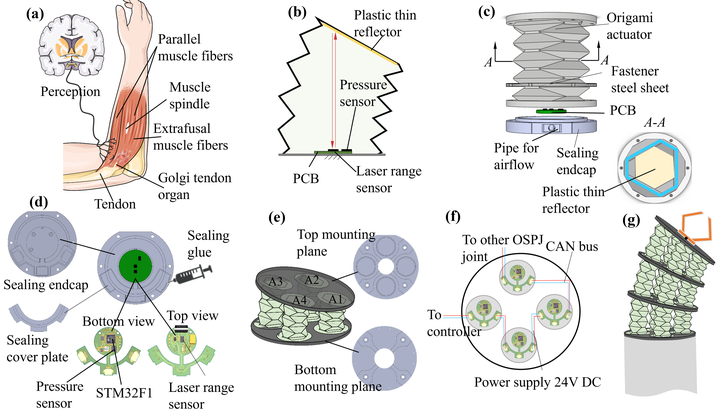 (a)
Parallel
muscle fibers
Perception
Muscle
spindle
Extrafusal
muscle fibers
Golgi tendon
organ
Tendon
(b)
Plastic thin
reflector
Pressure
sensor
PCB
Laser range
sensor
(c)
Origami
actuator
A
A
Fastener
steel sheet
PCB
A-A
Pipe for
airflow
Sealing
endcap
Plastic thin
reflector
(d)
Sealing
glue
Sealing endcap
Sealing
cover plate
Bottom view
Top view
Pressure
sensor
STM32F1
Laser range
sensor
(e)
Top mounting
plane
A3
A2
A4
A1
Bottom
mounting plane
(f)
To other OSPJ
joint
CAN bus
To
controller
Power supply 24V DC
(g)